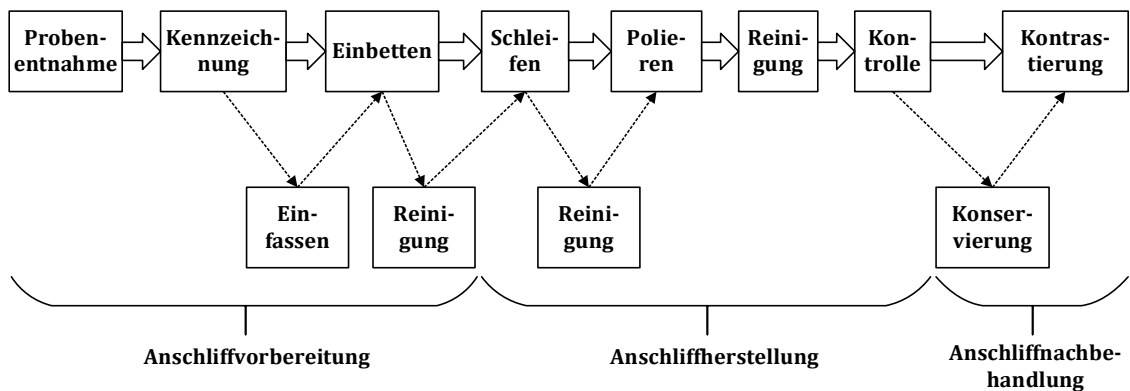 Proben-
entnahme
Kennzeich-
nung
Einbetten
Schlei-
fen
Polie-
ren
Reini-
gung
Kon-
trolle
Kontras-
tierung
Ein-
fassen
Reini-
gung
Reini-
gung
Konser-
vierung
Anschliffvorbereitung
Anschliffherstellung
Anschliffnachbe-
handlung